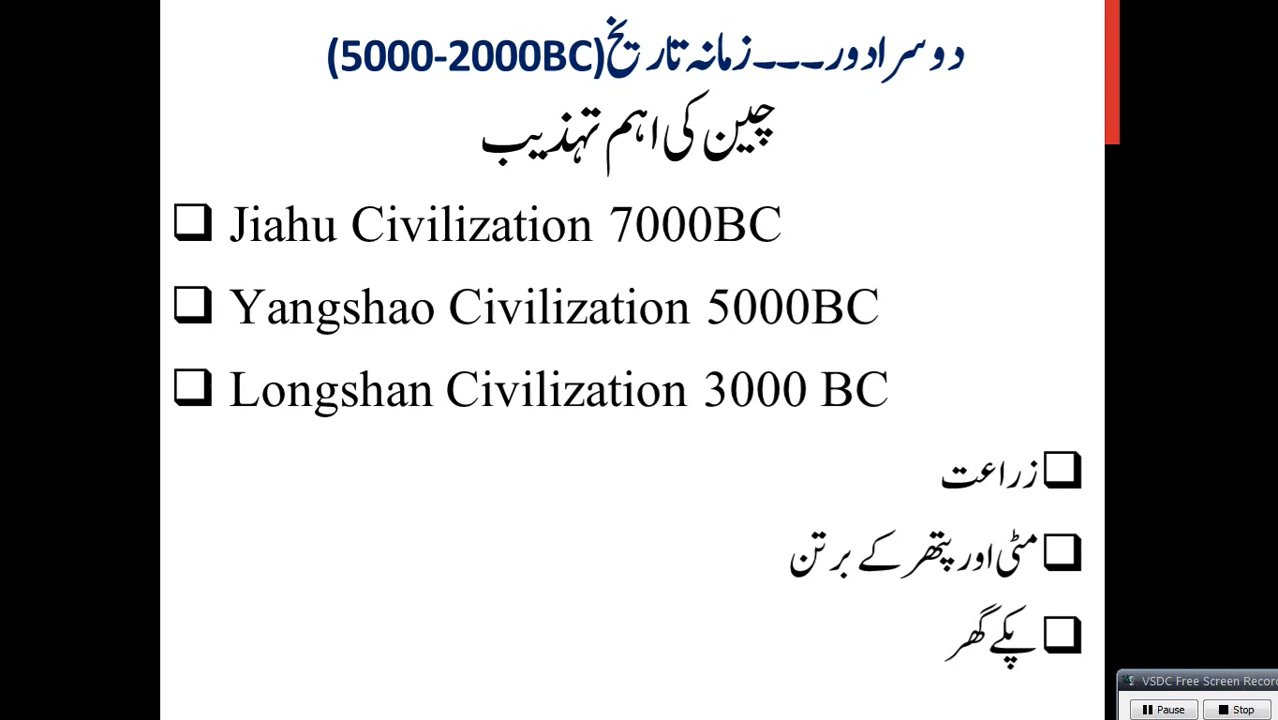 دوسرا دور۔۔۔زمانہ تاریخ(5000-2000BC)
چین کی اہم تہذیب
Jiahu Civilization 7000BC
Yangshao Civilization 5000BC
Longshan Civilization 3000 BC
زراعت
مٹی اور پتھر کے برتن
پکے گھر
VSDC Free Screen Recor
Pause Stop